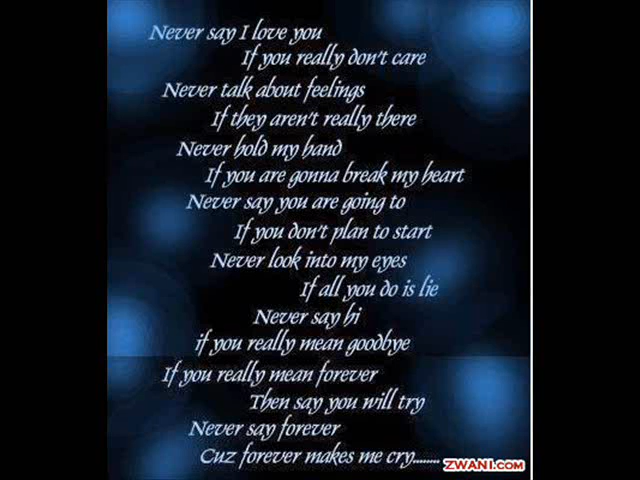 Never say I love you
If you really don't care
Never talk about feelings
If they aren't really there
Never hold my hand
If you are gonna break my heart
Never say you are going to
If you don't plan to start
Never look into my eyes
If all you do is lie
Never say hi
if you really mean goodbye
If you really mean forever
Then say you will try
Never say forever
Cuz forever makes me cry........
ZWANI.COM